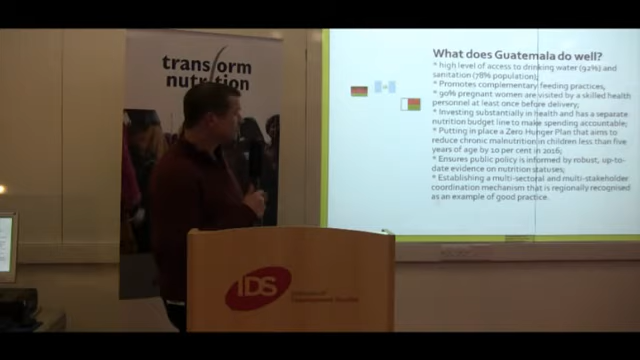 transform
nutrition
What does Guatemala do well?
* high level of access to drinking water (92%) and
sanitation (78% population);
* Promotes complementary feeding practices,
* 90% pregnant women are visited by a skilled health
personnel at least once before delivery;
* Investing substantially in health and has a separate
nutrition budget line to make spending accountable;
* Putting in place a Zero Hunger Plan that aims to
reduce chronic malnutrition in children less than five
years of age by 10 per cent in 2016;
* Ensures public policy is informed by robust, up-to-
date evidence on nutrition statuses;
* Establishing a multi-sectoral and multi-stakeholder
coordination mechanism that is regionally recognised
as an example of good practice.
IDS
Institute of
Development Studies